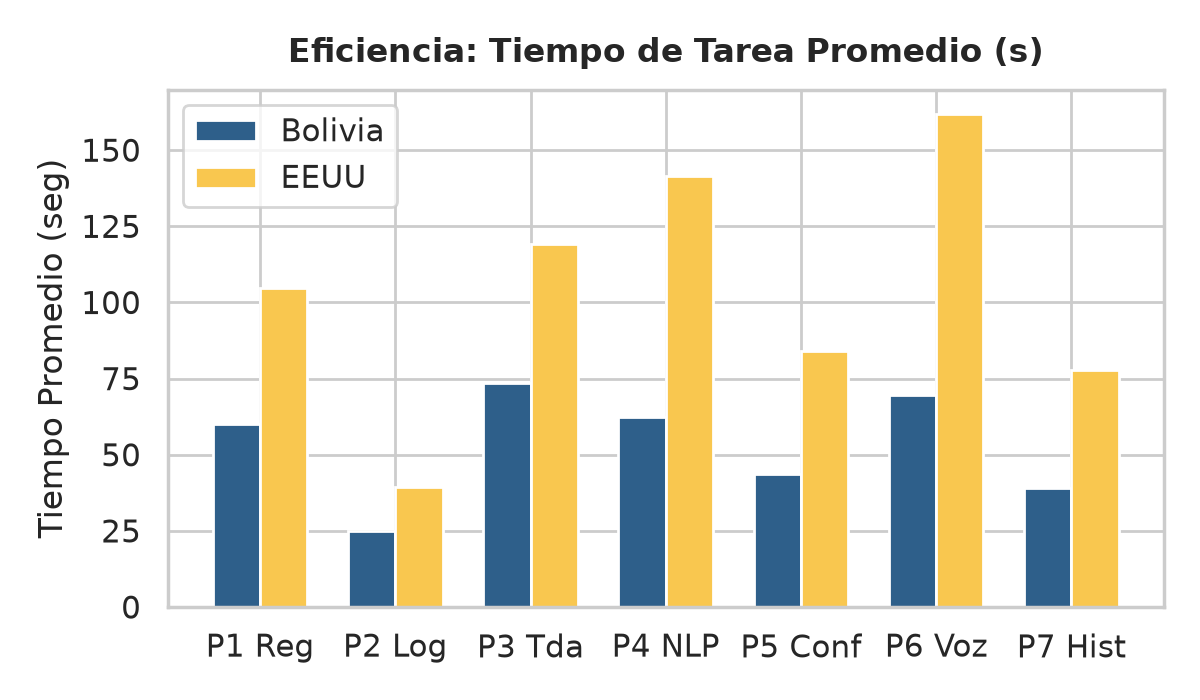 Eficiencia: Tiempo de Tarea Promedio (s)
Bolivia
EEUU
Tiempo Promedio (seg)
150
125
100
75
50
25
0
P1 Reg
P2 Log
P3 Tda
P4 NLP
P5 Conf
P6 Voz
P7 Hist